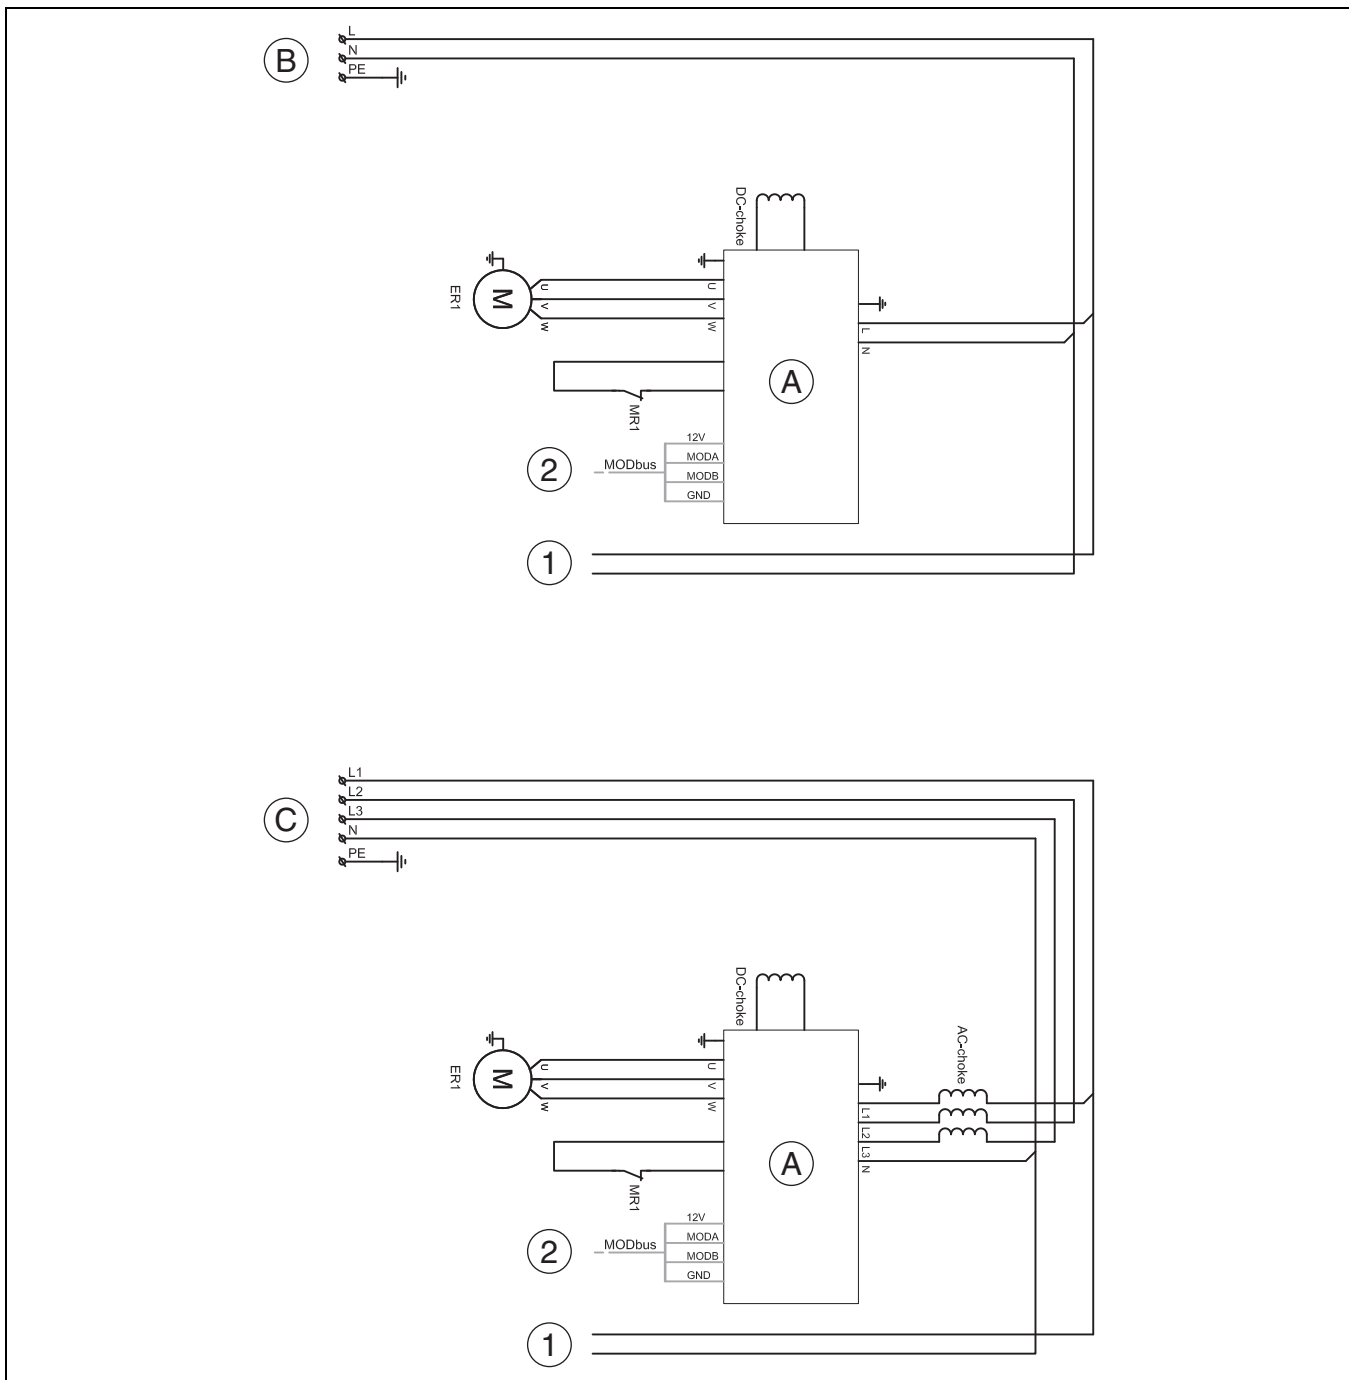 B
L
N
PE
DC-choke
ER1
M
U
V
W
U
V
W
L
N
A
MR1
2
MODbus
12V
MODA
MODB
GND
1
C
L1
L2
L3
N
PE
DC-choke
AC-choke
ER1
M
U
V
W
U
V
W
L1
L2
L3
N
A
MR1
2
MODbus
12V
MODA
MODB
GND
1